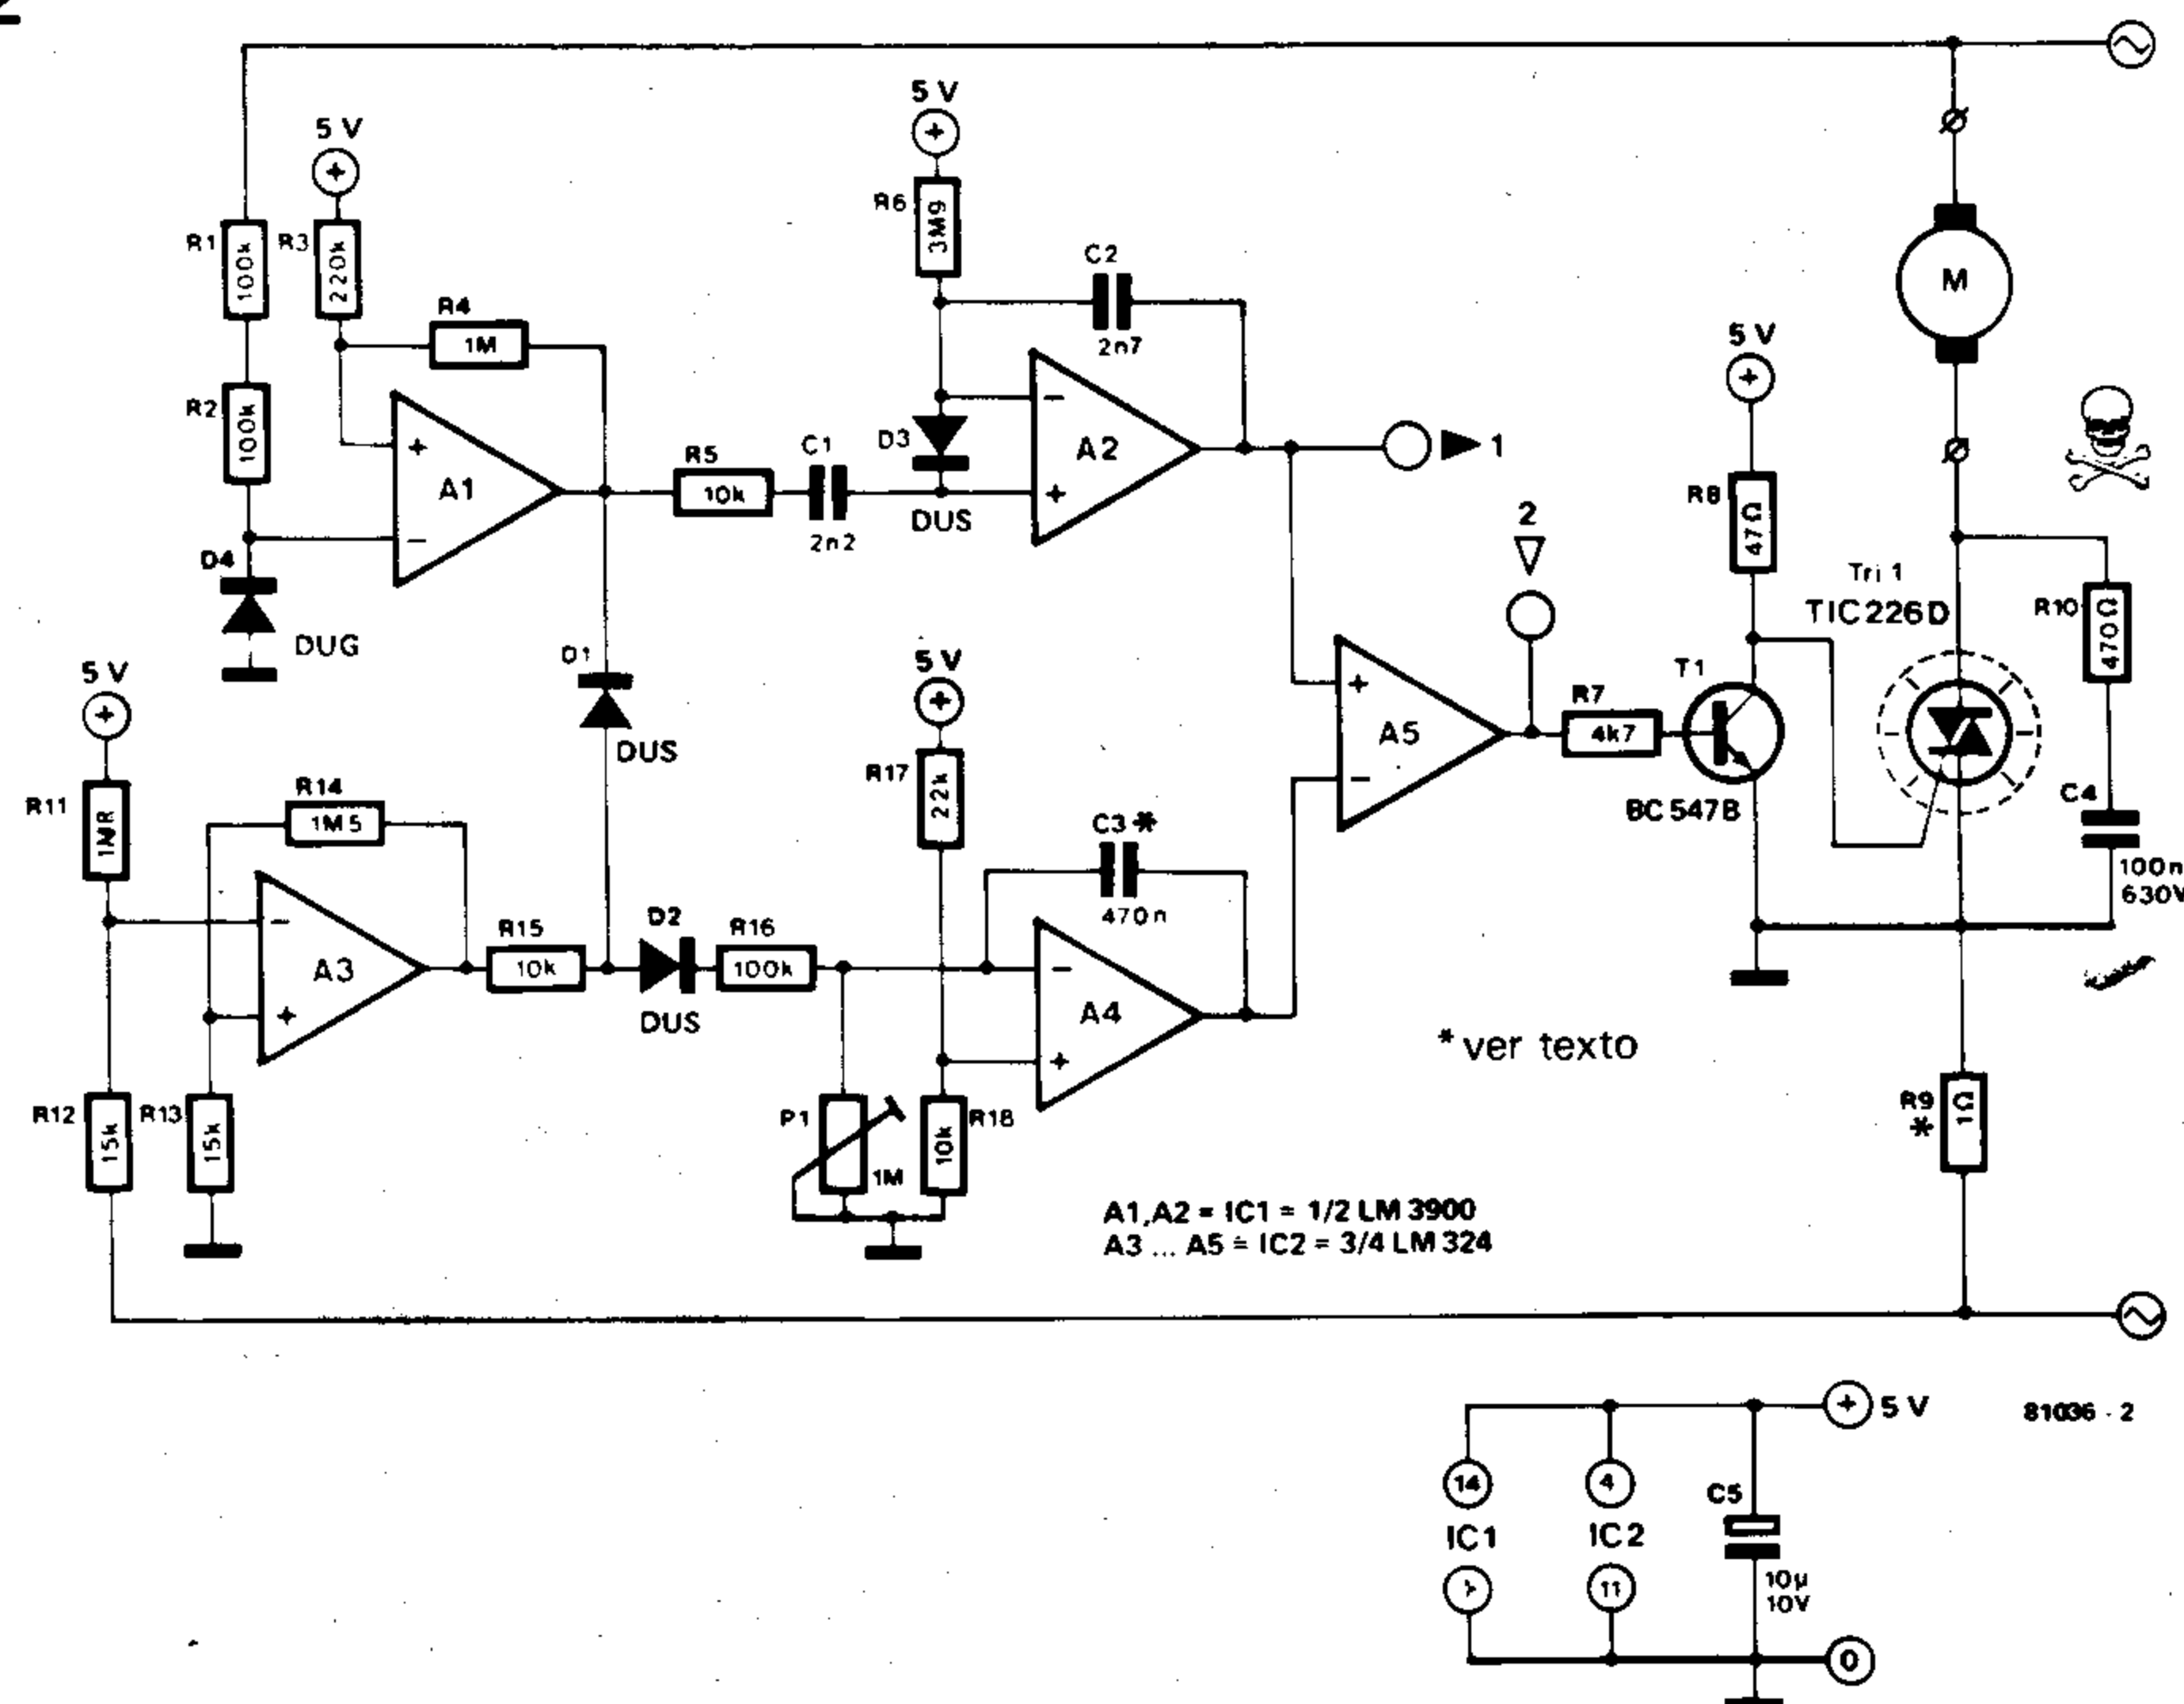 5 V
5 V
R1
100k
R3
220k
R4
1M
R2
100k
A1
+
−
D4
DUG
R5
10k
C1
2n2
R6
3M9
C2
2n7
D3
DUS
A2
−
+
1
5 V
R8
47Ω
2
Tri 1
TIC226D
M
R10
470Ω
T1
R7
4k7
BC 547B
A5
+
−
C4
100n
630V
5 V
R11
R14
1M5
D1
DUS
5 V
R17
22k
C3*
470n
A3
−
+
R15
10k
D2
DUS
R16
100k
A4
−
+
* ver texto
R12
15k
R13
15k
P1
1M
R18
10k
R9
*
1Ω
A1,A2 = IC1 = 1/2 LM 3900
A3 ... A5 = IC2 = 3/4 LM 324
5 V
81036 - 2
14
4
C5
IC1
IC2
11
10µ
10V
0